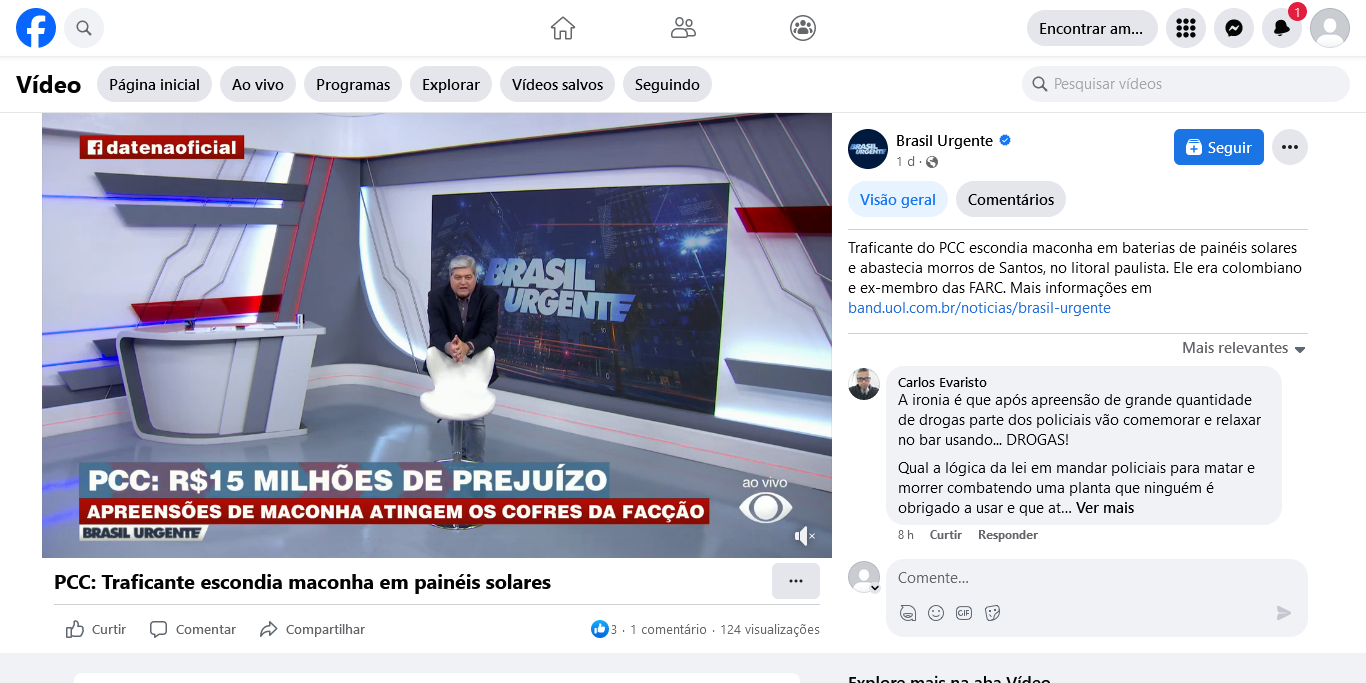 Encontrar am...
1
Vídeo
Página inicial
Ao vivo
Programas
Explorar
Vídeos salvos
Seguindo
Pesquisar vídeos
datenaoficial
BRASIL
URGENTE
PCC: R$15 MILHÕES DE PREJUÍZO
APREENSÕES DE MACONHA ATINGEM OS COFRES DA FACÇÃO
BRASIL URGENTE
ao vivo
PCC: Traficante escondia maconha em painéis solares
Curtir
Comentar
Compartilhar
3 · 1 comentário · 124 visualizações
BRASIL
URGENTE
Brasil Urgente
1 d ·
Seguir
Visão geral
Comentários
Traficante do PCC escondia maconha em baterias de painéis solares
e abastecia morros de Santos, no litoral paulista. Ele era colombiano
e ex-membro das FARC. Mais informações em
band.uol.com.br/noticias/brasil-urgente
Mais relevantes
Carlos Evaristo
A ironia é que após apreensão de grande quantidade
de drogas parte dos policiais vão comemorar e relaxar
no bar usando... DROGAS!
Qual a lógica da lei em mandar policiais para matar e
morrer combatendo uma planta que ninguém é
obrigado a usar e que at... Ver mais
8 h Curtir Responder
Comente...
GIF
Explore mais na aba Vídeo